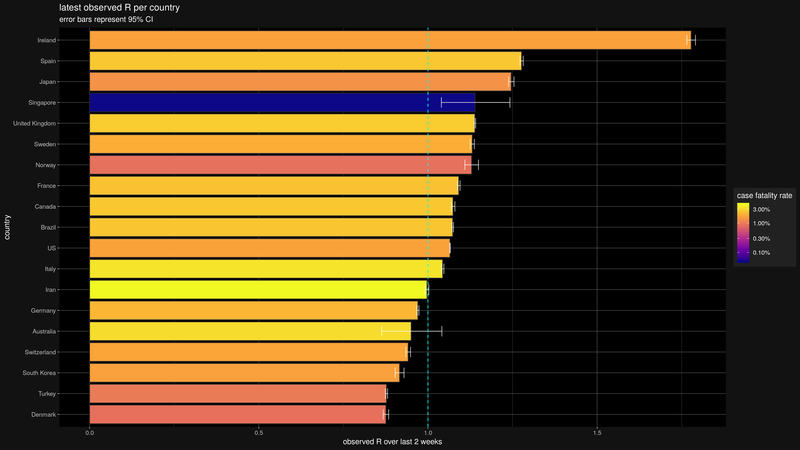 latest observed R per country
error bars represent 95% CI
country
Ireland
Spain
Japan
Singapore
United Kingdom
Sweden
Norway
France
Canada
Brazil
US
Italy
Iran
Germany
Australia
Switzerland
South Korea
Turkey
Denmark
0.0
0.5
1.0
1.5
observed R over last 2 weeks
case fatality rate
3.00%
1.00%
0.30%
0.10%